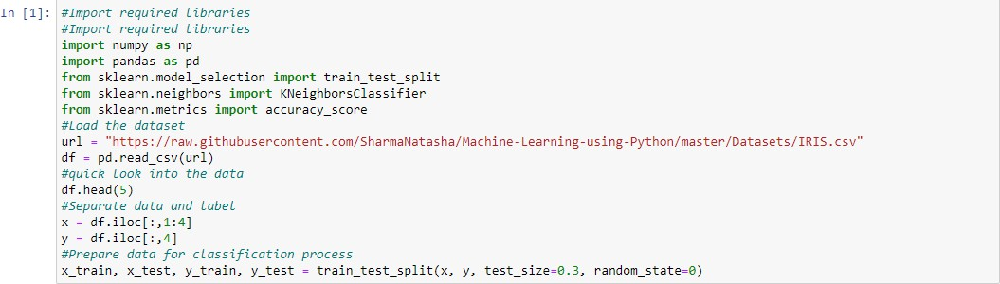 In [1]: #Import required libraries
#Import required libraries
import numpy as np
import pandas as pd
from sklearn.model_selection import train_test_split
from sklearn.neighbors import KNeighborsClassifier
from sklearn.metrics import accuracy_score
#Load the dataset
url = "https://raw.githubusercontent.com/SharmaNatasha/Machine-Learning-using-Python/master/Datasets/IRIS.csv"
df = pd.read_csv(url)
#quick look into the data
df.head(5)
#Separate data and label
x = df.iloc[:,1:4]
y = df.iloc[:,4]
#Prepare data for classification process
x_train, x_test, y_train, y_test = train_test_split(x, y, test_size=0.3, random_state=0)